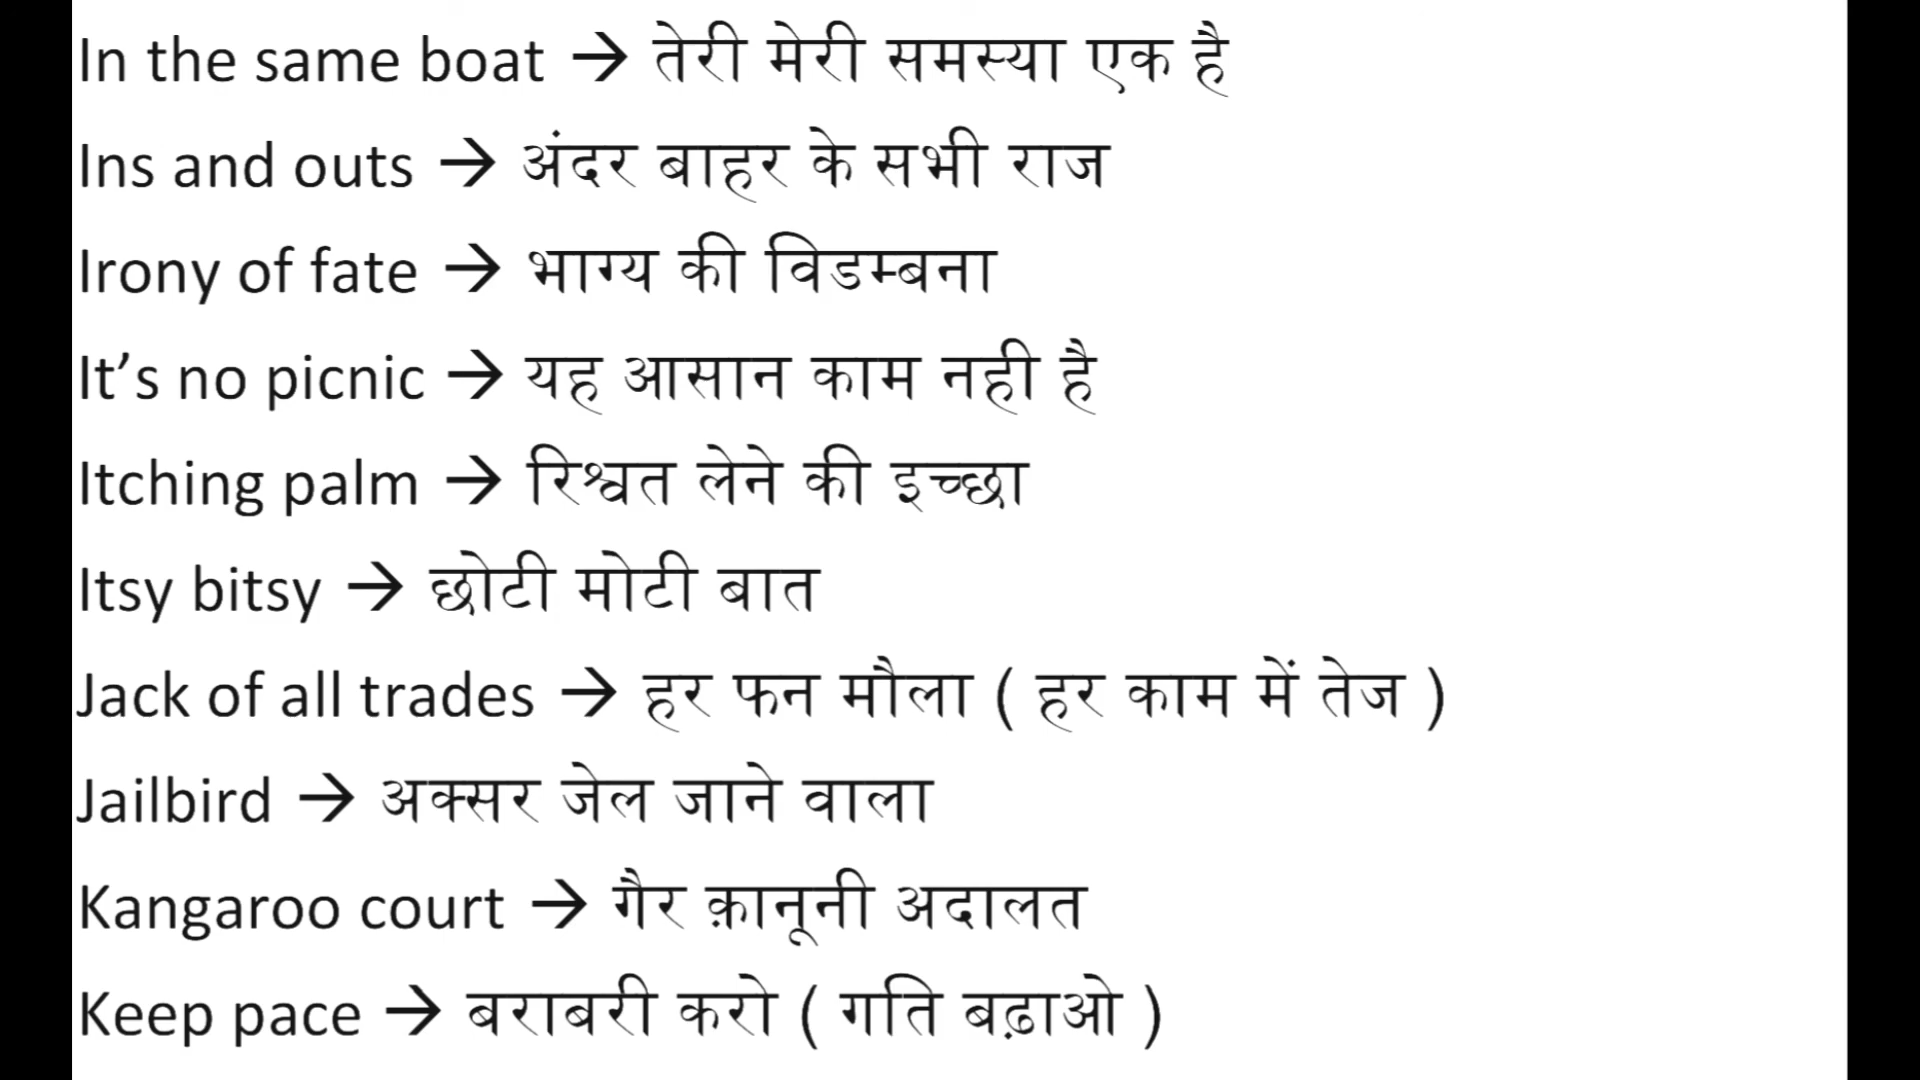 In the same boat → तेरी मेरी समस्या एक है
Ins and outs → अंदर बाहर के सभी राज
Irony of fate → भाग्य की विडम्बना
It’s no picnic → यह आसान काम नही है
Itching palm → रिश्वत लेने की इच्छा
Itsy bitsy → छोटी मोटी बात
Jack of all trades → हर फन मौला ( हर काम में तेज )
Jailbird → अक्सर जेल जाने वाला
Kangaroo court → गैर क़ानूनी अदालत
Keep pace → बराबरी करो ( गति बढ़ाओ )